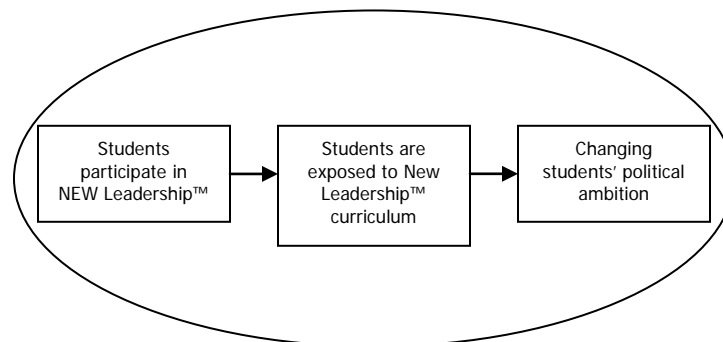 Students
participate in
NEW Leadership™
Students are
exposed to New
Leadership™
curriculum
Changing
students' political
ambition